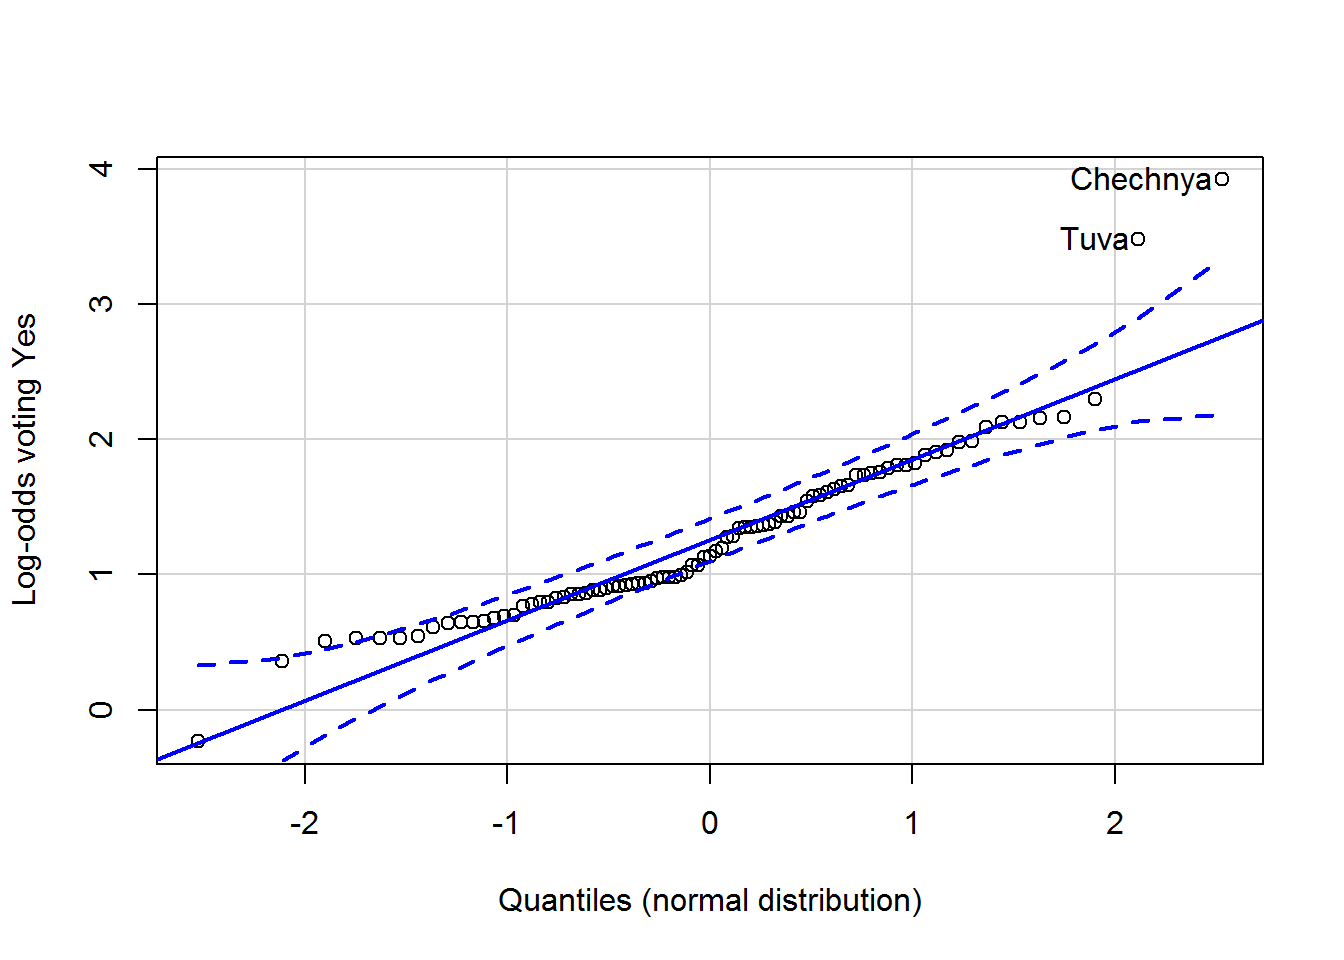 Log-odds voting Yes
4
3
2
1
0
Chechnya
Tuva
-2 -1 0 1 2
Quantiles (normal distribution)